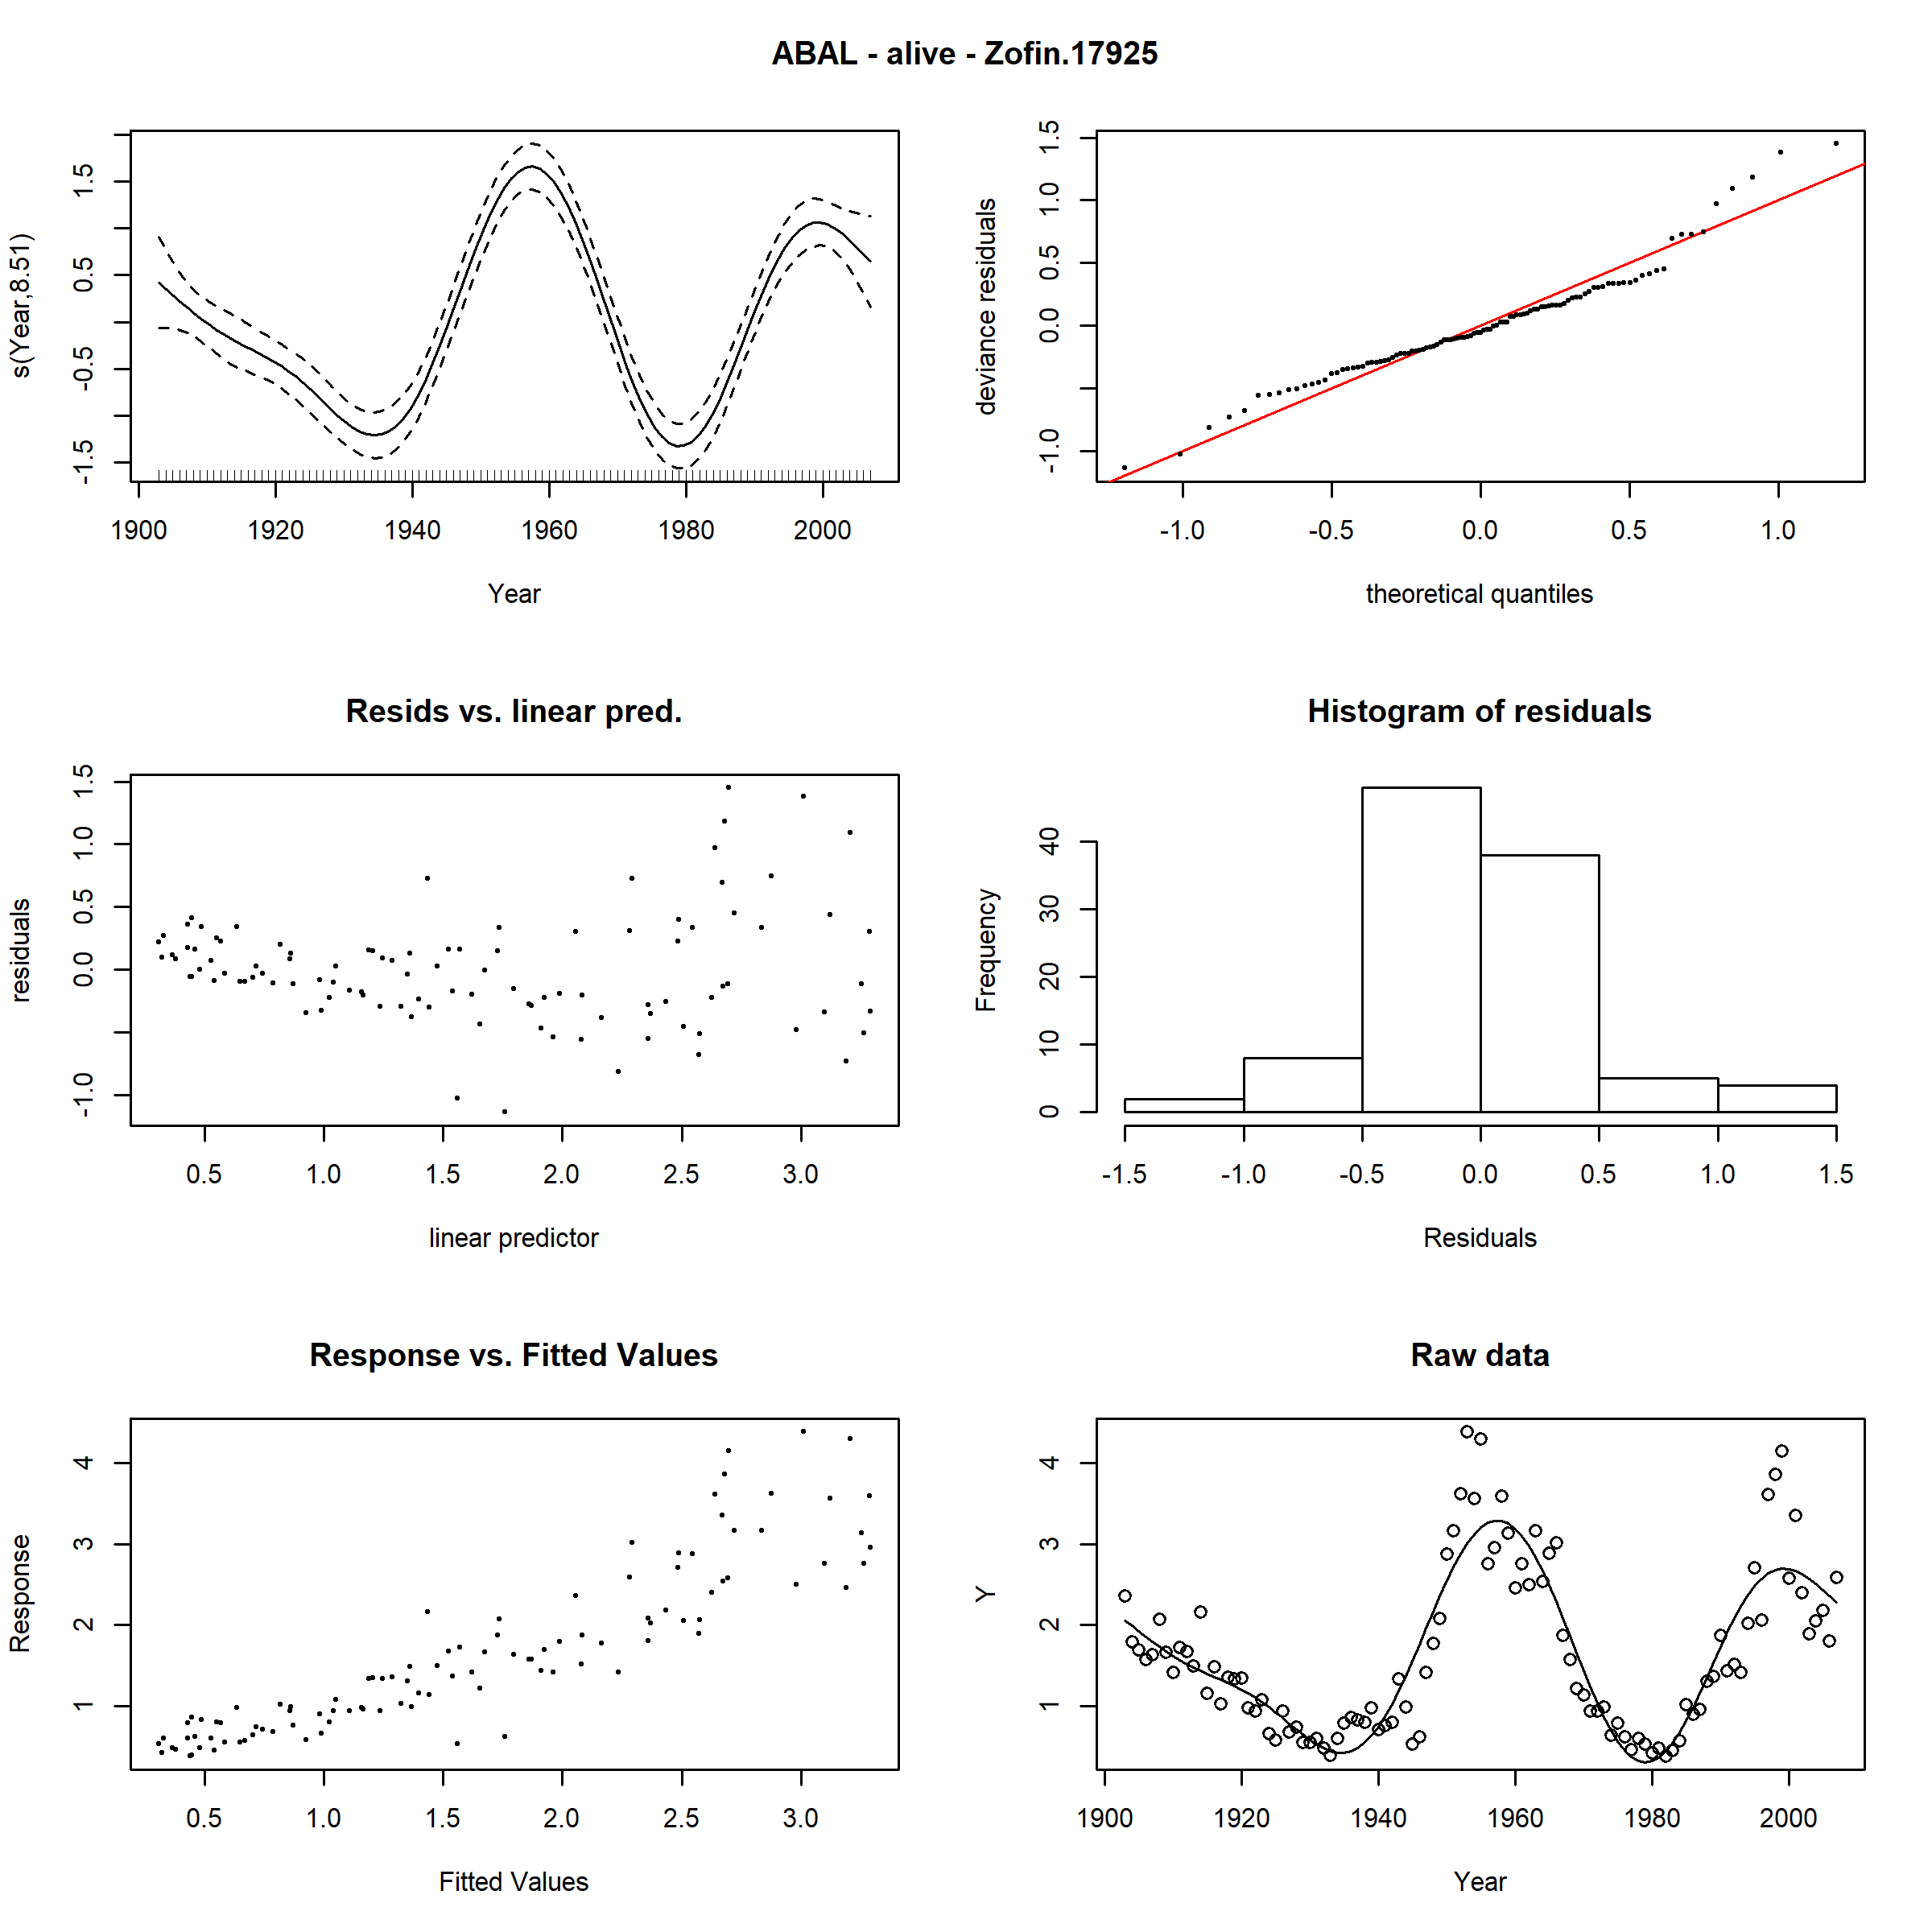 ABAL - alive - Zofin.17925
s(Year,8.51)
-1.5 -0.5 0.5 1.5
1900 1920 1940 1960 1980 2000
Year
deviance residuals
-1.0 0.0 0.5 1.0 1.5
-1.0 -0.5 0.0 0.5 1.0
theoretical quantiles
Resids vs. linear pred.
residuals
-1.0 0.0 0.5 1.0 1.5
0.5 1.0 1.5 2.0 2.5 3.0
linear predictor
Histogram of residuals
Frequency
0 10 20 30 40
-1.5 -1.0 -0.5 0.0 0.5 1.0 1.5
Residuals
Response vs. Fitted Values
Response
1 2 3 4
0.5 1.0 1.5 2.0 2.5 3.0
Fitted Values
Raw data
Y
1 2 3 4
1900 1920 1940 1960 1980 2000
Year